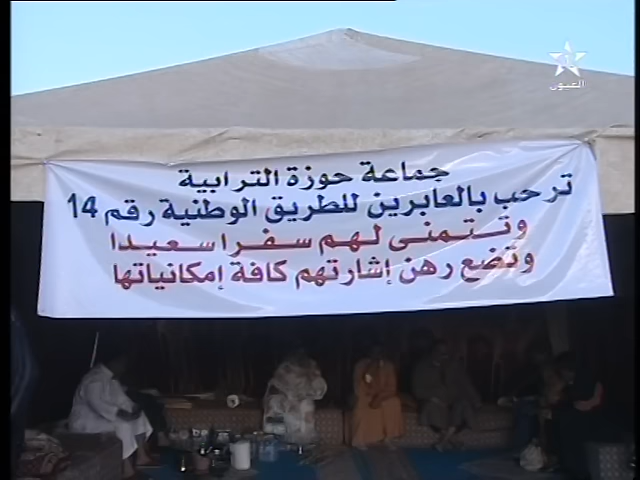 العيون
جماعة حوزة الترابية
ترحب بالعابرين للطريق الوطنية رقم 14
وتتمنى لهم سفرا سعيدا
وتضع رهن إشارتهم كافة إمكانياتها